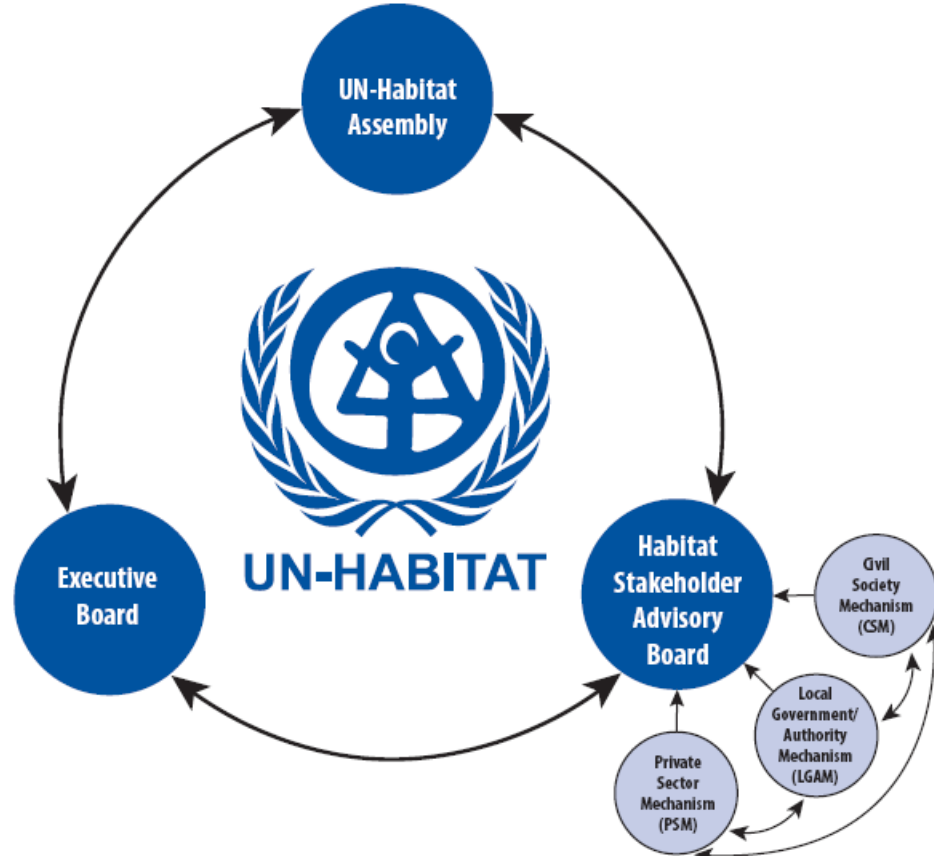 UN-Habitat
Assembly
UN-HABITAT
Executive
Board
Habitat
Stakeholder
Advisory
Board
Civil
Society
Mechanism
(CSM)
Local
Government/
Authority
Mechanism
(LGAM)
Private
Sector
Mechanism
(PSM)